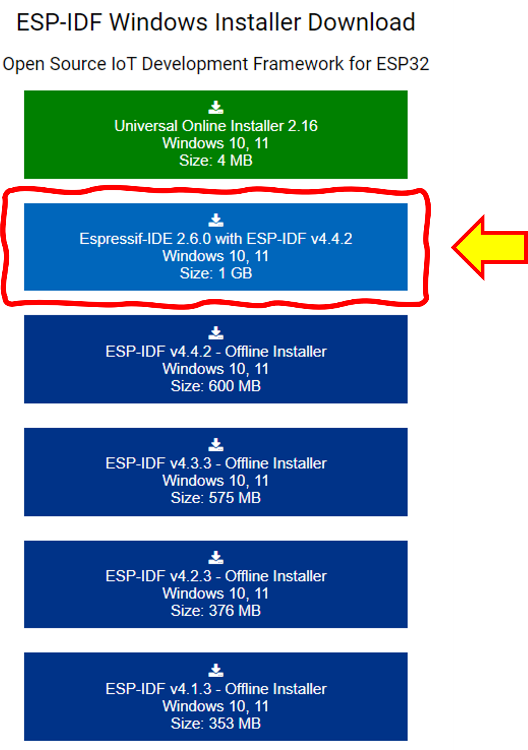 ESP-IDF Windows Installer Download
Open Source IoT Development Framework for ESP32
Universal Online Installer 2.16
Windows 10, 11
Size: 4 MB
Espressif-IDE 2.6.0 with ESP-IDF v4.4.2
Windows 10, 11
Size: 1 GB
ESP-IDF v4.4.2 - Offline Installer
Windows 10, 11
Size: 600 MB
ESP-IDF v4.3.3 - Offline Installer
Windows 10, 11
Size: 575 MB
ESP-IDF v4.2.3 - Offline Installer
Windows 10, 11
Size: 376 MB
ESP-IDF v4.1.3 - Offline Installer
Windows 10, 11
Size: 353 MB